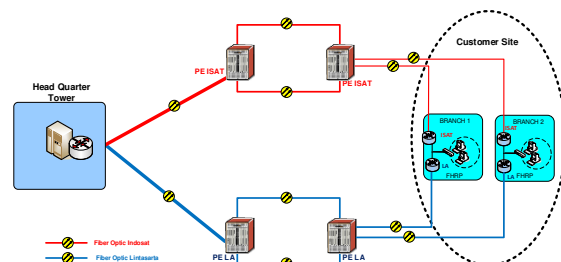 Customer Site
PE ISAT
PE ISAT
Head Quarter
Tower
BRANCH 1
ISAT
LA
FHRP
BRANCH 2
ISAT
LA
FHRP
PE LA
PE LA
Fiber Optic Indosat
Fiber Optic Lintasarta